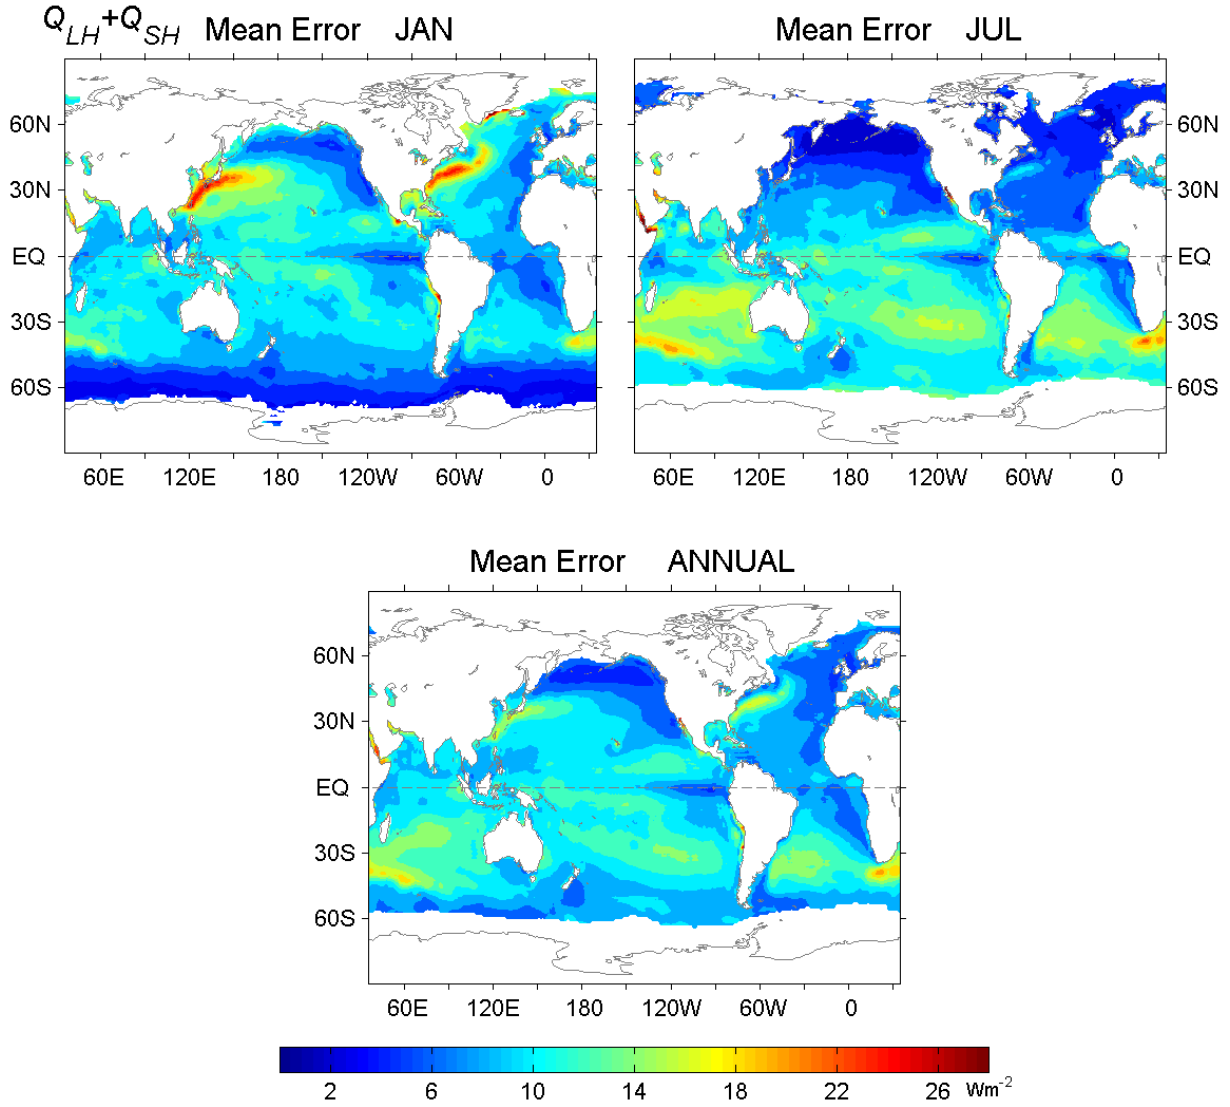 Q_LH+Q_SH Mean Error JAN
Mean Error JUL
60N
30N
EQ
30S
60S
60E 120E 180 120W 60W 0
60N
30N
EQ
30S
60S
60E 120E 180 120W 60W 0
Mean Error ANNUAL
60N
30N
EQ
30S
60S
60E 120E 180 120W 60W 0
2 6 10 14 18 22 26 Wm⁻²